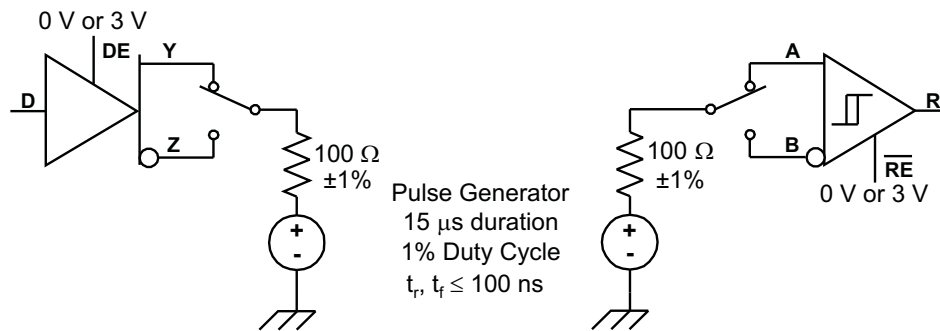 0 V or 3 V
DE
Y
D
Z
100 Ω
±1%
+
-
Pulse Generator
15 μs duration
1% Duty Cycle
tr, tf ≤ 100 ns
A
B
R
RE
0 V or 3 V
100 Ω
±1%
+
-